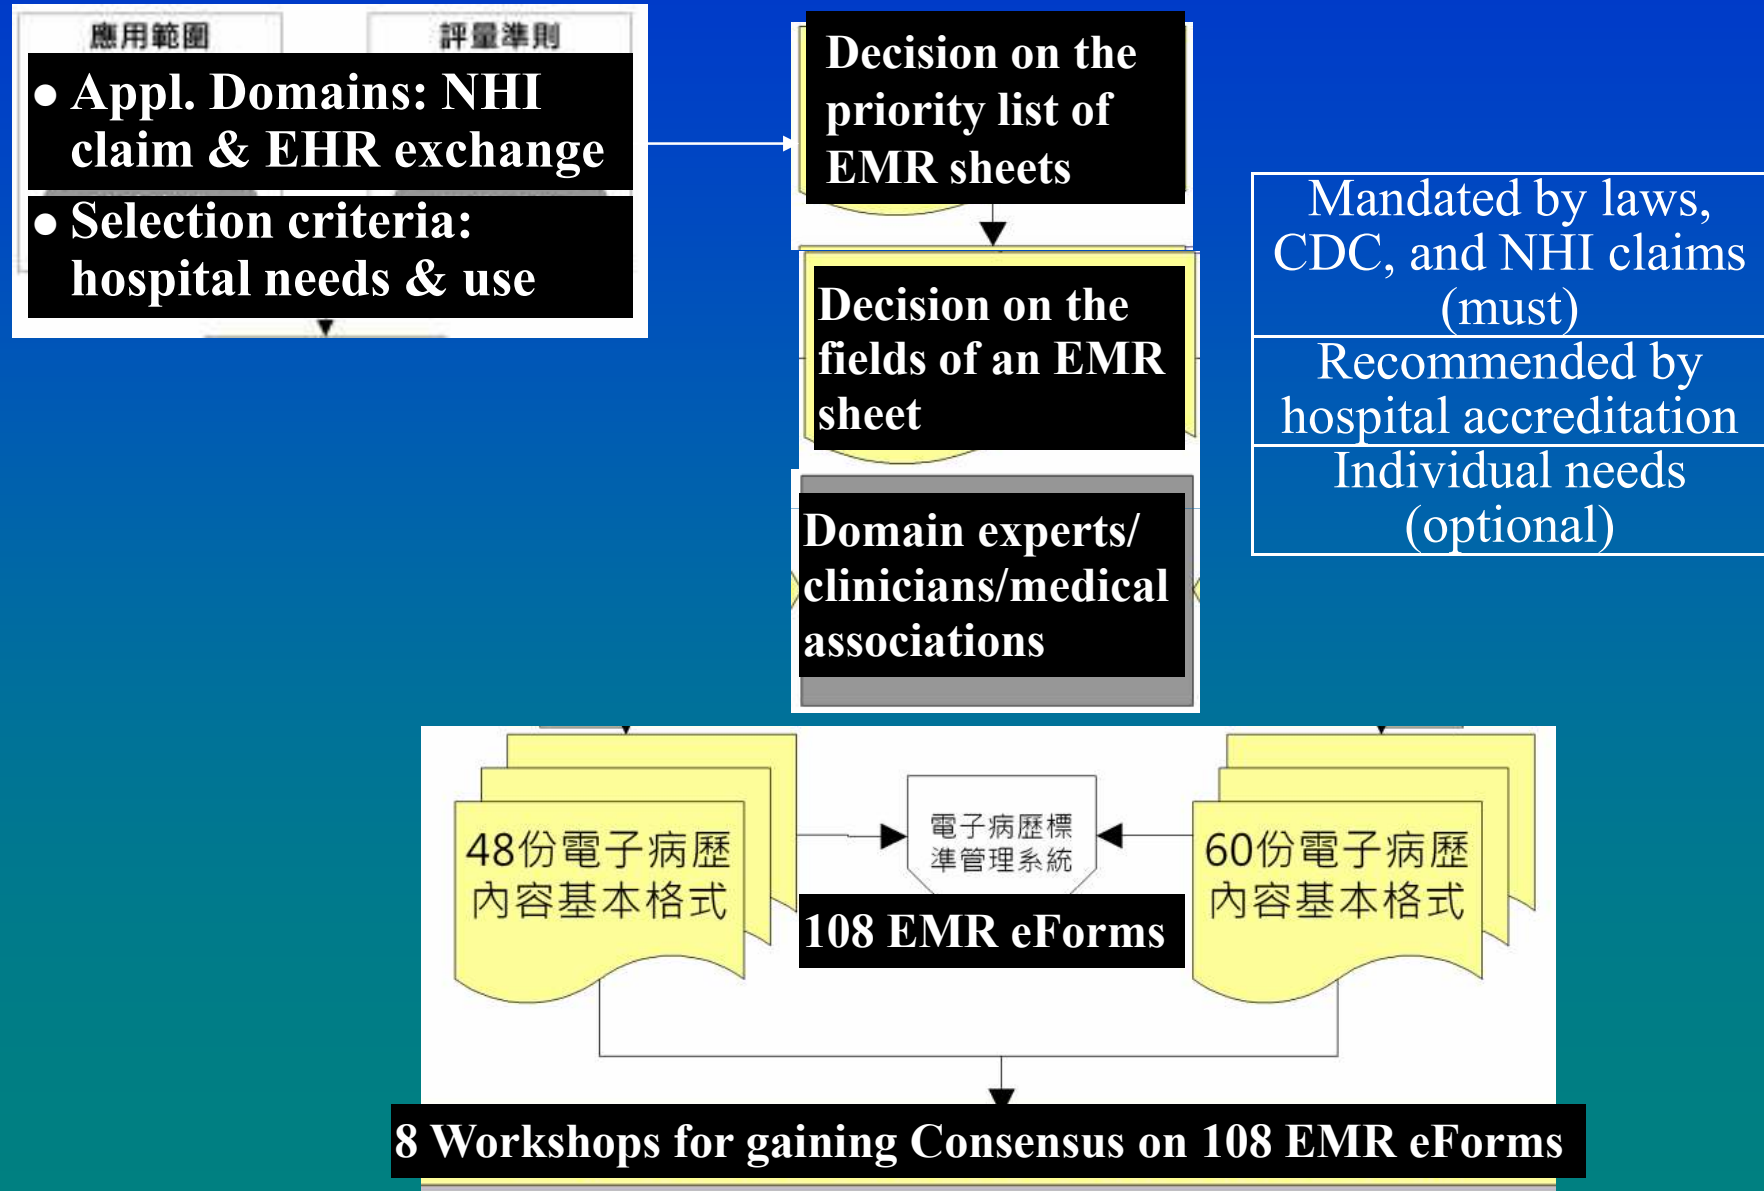 應用範圍
評量準則
● Appl. Domains: NHI
claim & EHR exchange
● Selection criteria:
hospital needs & use
Decision on the
priority list of
EMR sheets
Decision on the
fields of an EMR
sheet
Domain experts/
clinicians/medical
associations
Mandated by laws,
CDC, and NHI claims
(must)
Recommended by
hospital accreditation
Individual needs
(optional)
48份電子病歷
內容基本格式
電子病歷標
準管理系統
60份電子病歷
內容基本格式
108 EMR eForms
8 Workshops for gaining Consensus on 108 EMR eForms